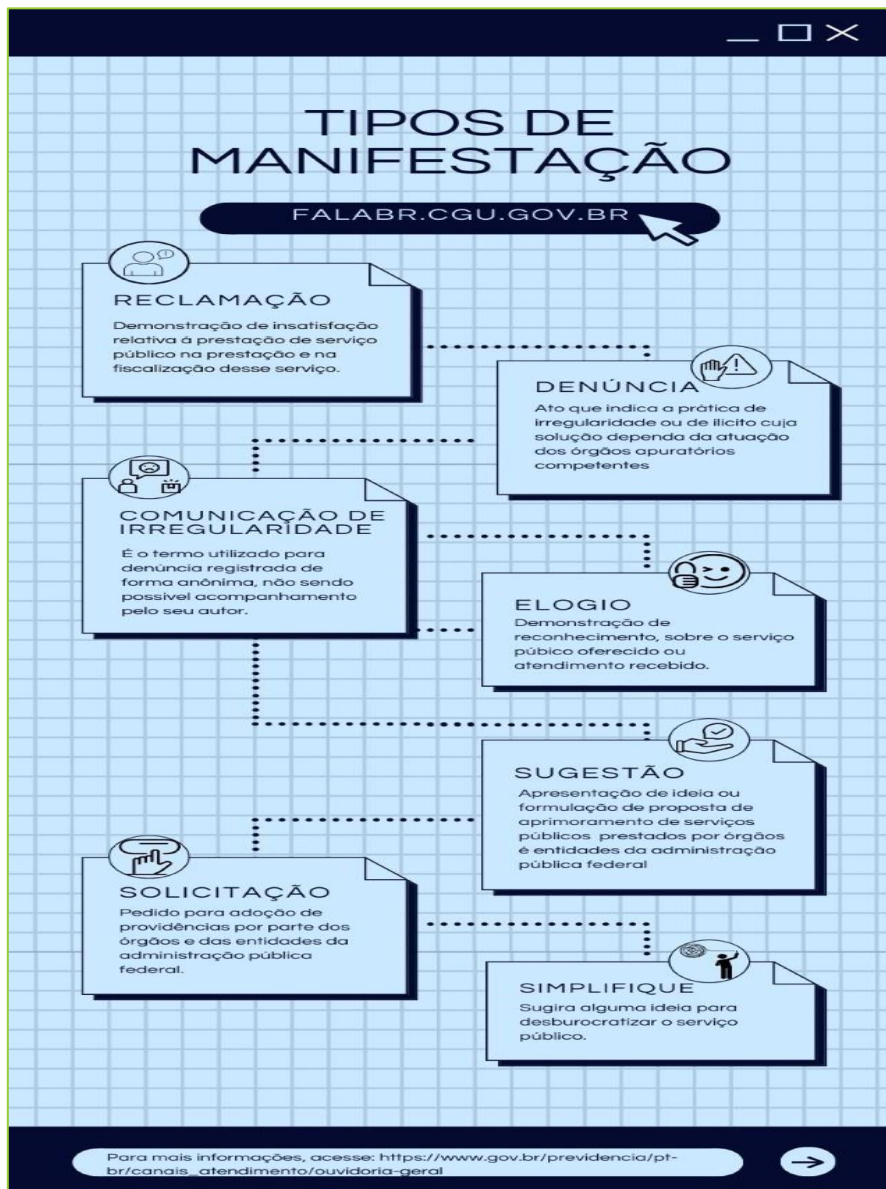 TIPOS DE
MANIFESTAÇÃO
FALABR.CGU.GOV.BR
RECLAMAÇÃO
Demonstração de insatisfação
relativa à prestação de serviço
público na prestação e na
fiscalização desse serviço.
DENÚNCIA
Ato que indica a prática de
irregularidade ou de ilícito cuja
solução dependa da atuação
dos órgãos apuratórios
competentes
COMUNICAÇÃO DE
IRREGULARIDADE
É o termo utilizado para
denúncia registrada de
forma anônima, não sendo
possivel acompanhamento
pelo seu autor.
ELOGIO
Demonstração de
reconhecimento, sobre o serviço
púbico oferecido ou
atendimento recebido.
SUGESTÃO
Apresentação de ideia ou
formulação de proposta de
aprimoramento de serviços
públicos prestados por órgãos
é entidades da administração
pública federal
SOLICITAÇÃO
Pedido para adoção de
providências por parte dos
órgãos e das entidades da
administração pública
federal.
SIMPLIFIQUE
Sugira alguma ideia para
desburocratizar o serviço
público.
Para mais informações, acesse: https://www.gov.br/previdencia/pt-
br/canais_atendimento/ouvidoria-geral